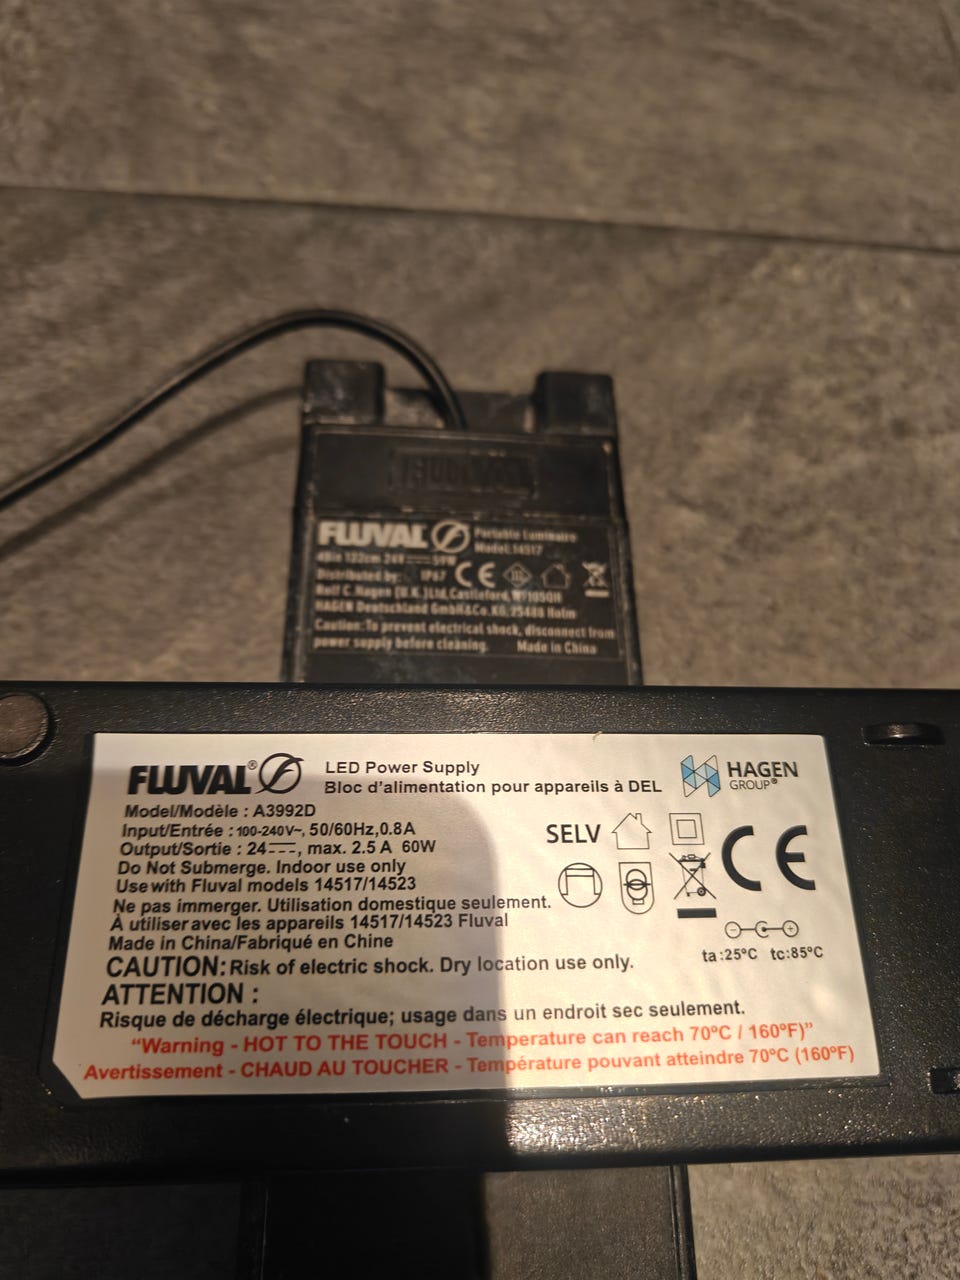 FLUVAL Portable Luminaire
Model:14517
48in 122cm 24V 59W
Distributed by: IP67 CE
Rolf C. Hagen (U.K.)Ltd,Castleford, WF105QH
HAGEN Deutschland GmbH&Co.KG, 25488 Holm
Caution:To prevent electrical shock, disconnect from
power supply before cleaning. Made in China
FLUVAL® LED Power Supply
Bloc d'alimentation pour appareils à DEL
HAGEN
GROUP®
Model/Modèle : A3992D
Input/Entrée : 100-240V~, 50/60Hz,0.8A
Output/Sortie : 24⎓, max. 2.5 A 60W
Do Not Submerge. Indoor use only
Use with Fluval models 14517/14523
SELV
CE
Ne pas immerger. Utilisation domestique seulement.
À utiliser avec les appareils 14517/14523 Fluval
Made in China/Fabriqué en Chine
ta:25°C tc:85°C
CAUTION: Risk of electric shock. Dry location use only.
ATTENTION :
Risque de décharge électrique; usage dans un endroit sec seulement.
“Warning - HOT TO THE TOUCH - Temperature can reach 70ºC / 160ºF)”
Avertissement - CHAUD AU TOUCHER - Température pouvant atteindre 70ºC (160ºF)